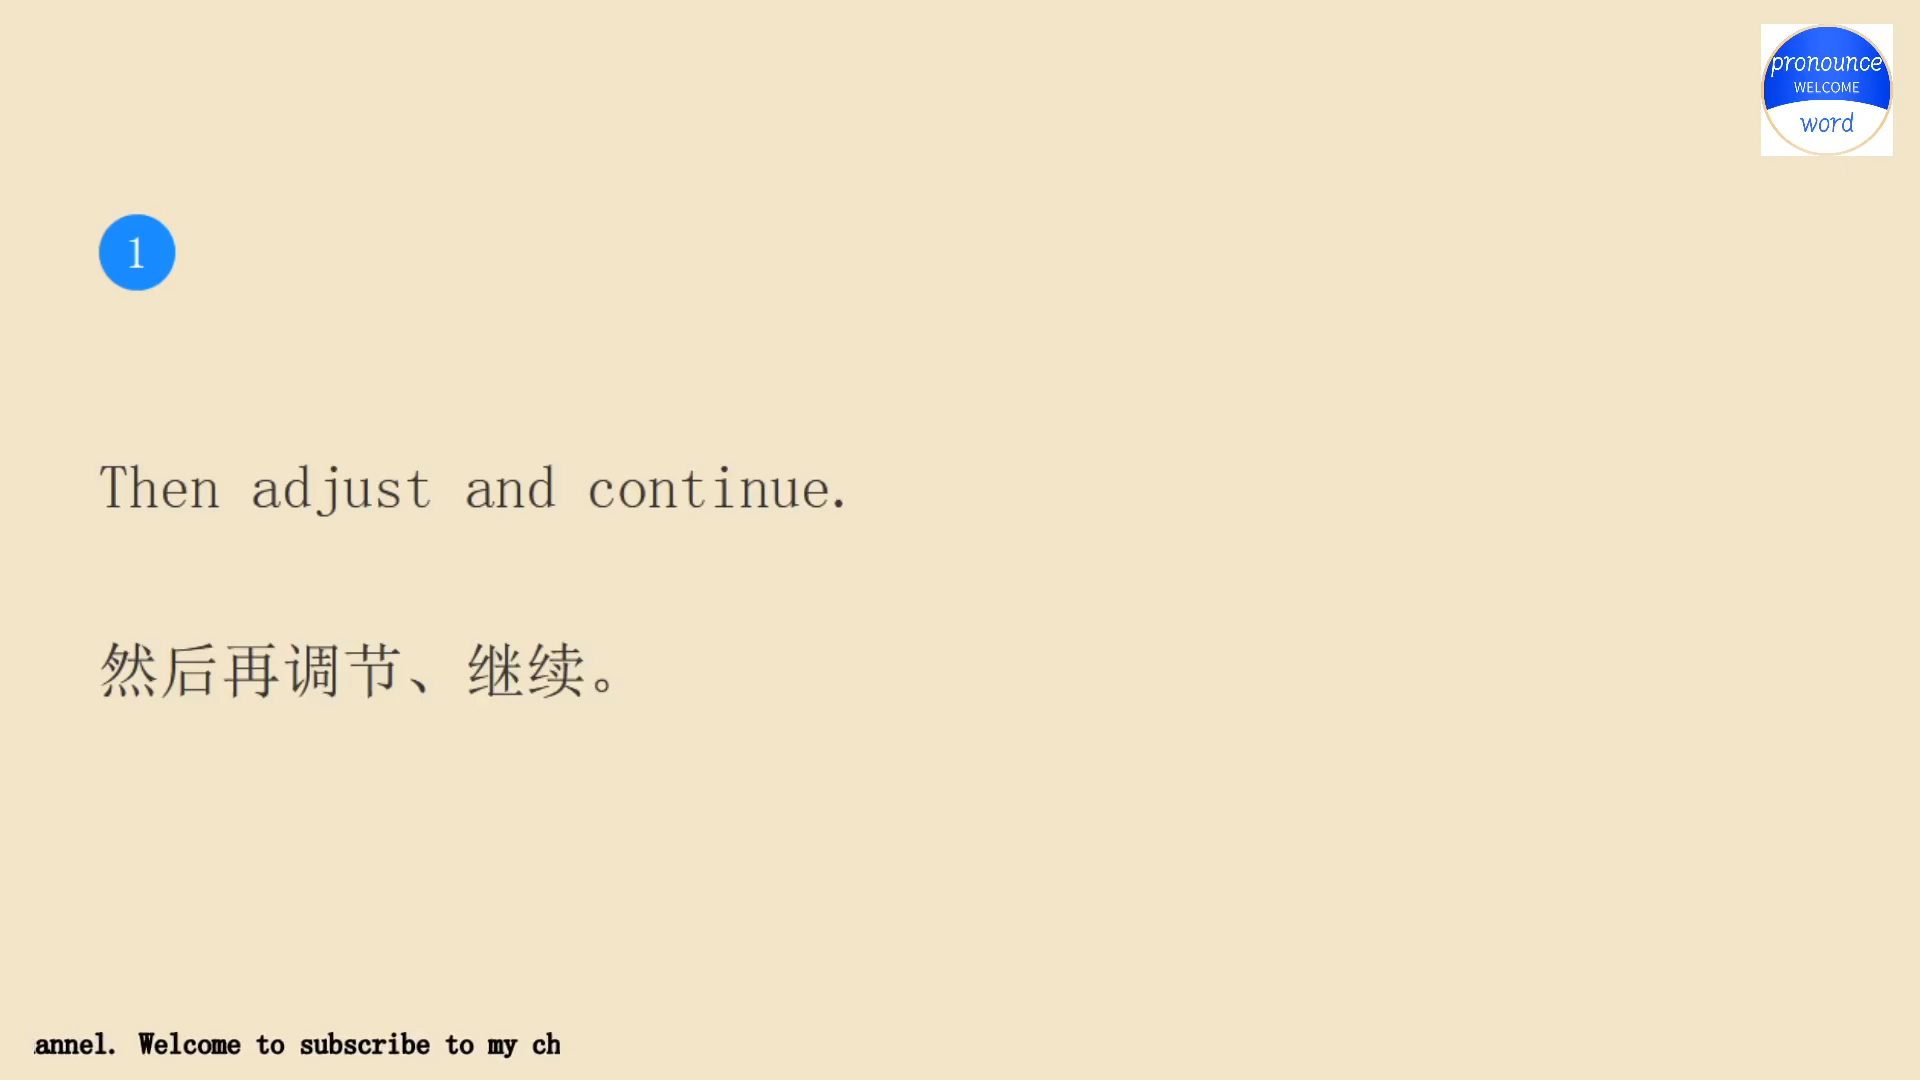 pronounce
WELCOME
word
1
Then adjust and continue.
然后再调节、继续。
annel. Welcome to subscribe to my ch